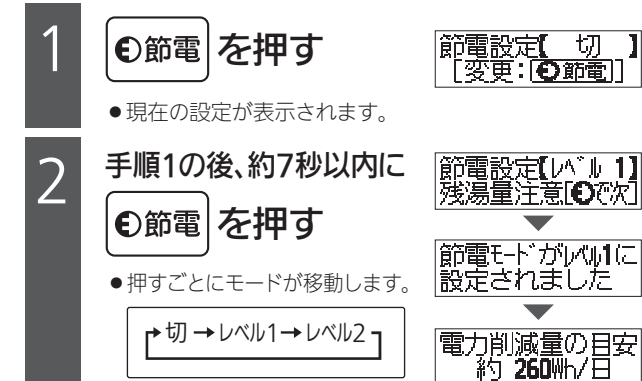 1
節電 を押す
●現在の設定が表示されます。
節電設定【 切 】
[変更:[節電]]
2
手順1の後、約7秒以内に
節電 を押す
●押すごとにモードが移動します。
切→レベル1→レベル2
節電設定【レベル 1】
残湯量注意[で次]
節電モードがレベル1に
設定されました
電力削減量の目安
約 260Wh/日